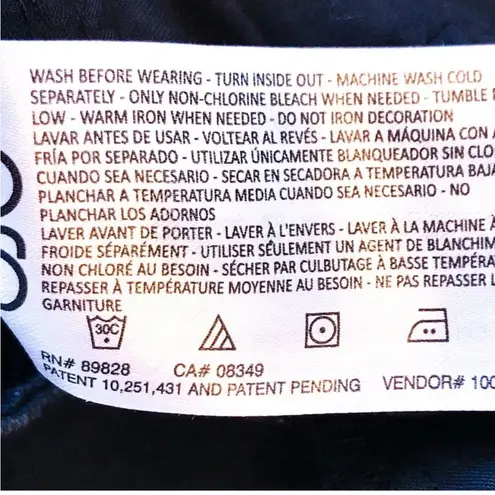 WASH BEFORE WEARING - TURN INSIDE OUT - MACHINE WASH COLD
SEPARATELY - ONLY NON-CHLORINE BLEACH WHEN NEEDED - TUMBLE
LOW - WARM IRON WHEN NEEDED - DO NOT IRON DECORATION
LAVAR ANTES DE USAR - VOLTEAR AL REVÉS - LAVAR A MÁQUINA CON
FRÍA POR SEPARADO - UTILIZAR ÚNICAMENTE BLANQUEADOR SIN
CUANDO SEA NECESARIO - SECAR EN SECADORA A TEMPERATURA BAJA
PLANCHAR A TEMPERATURA MEDIA CUANDO SEA NECESARIO - NO
PLANCHAR LOS ADORNOS
LAVER AVANT DE PORTER - LAVER À L'ENVERS - LAVER À LA MACHINE À
FROIDE SÉPARÉMENT - UTILISER SÉULEMENT UN AGENT DE
NON CHLORÉ AU BESOIN - SÉCHER PAR CULBUTAGE À BASSE
REPASSER À TEMPÉRATURE MOYENNE AU BESOIN - NE PAS REPASSER
GARNITURE
30C
RN# 89828 CA# 08349
PATENT 10,251,431 AND PATENT PENDING VENDOR# 100